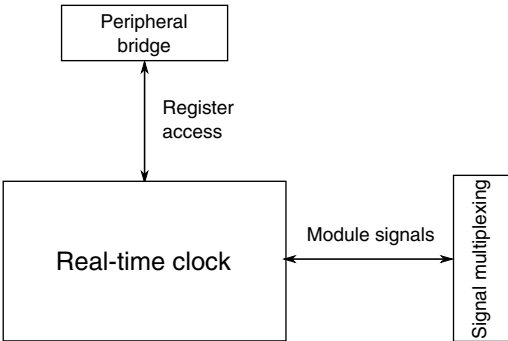 Peripheral
bridge
Register
access
Real-time clock
Module signals
Signal multiplexing